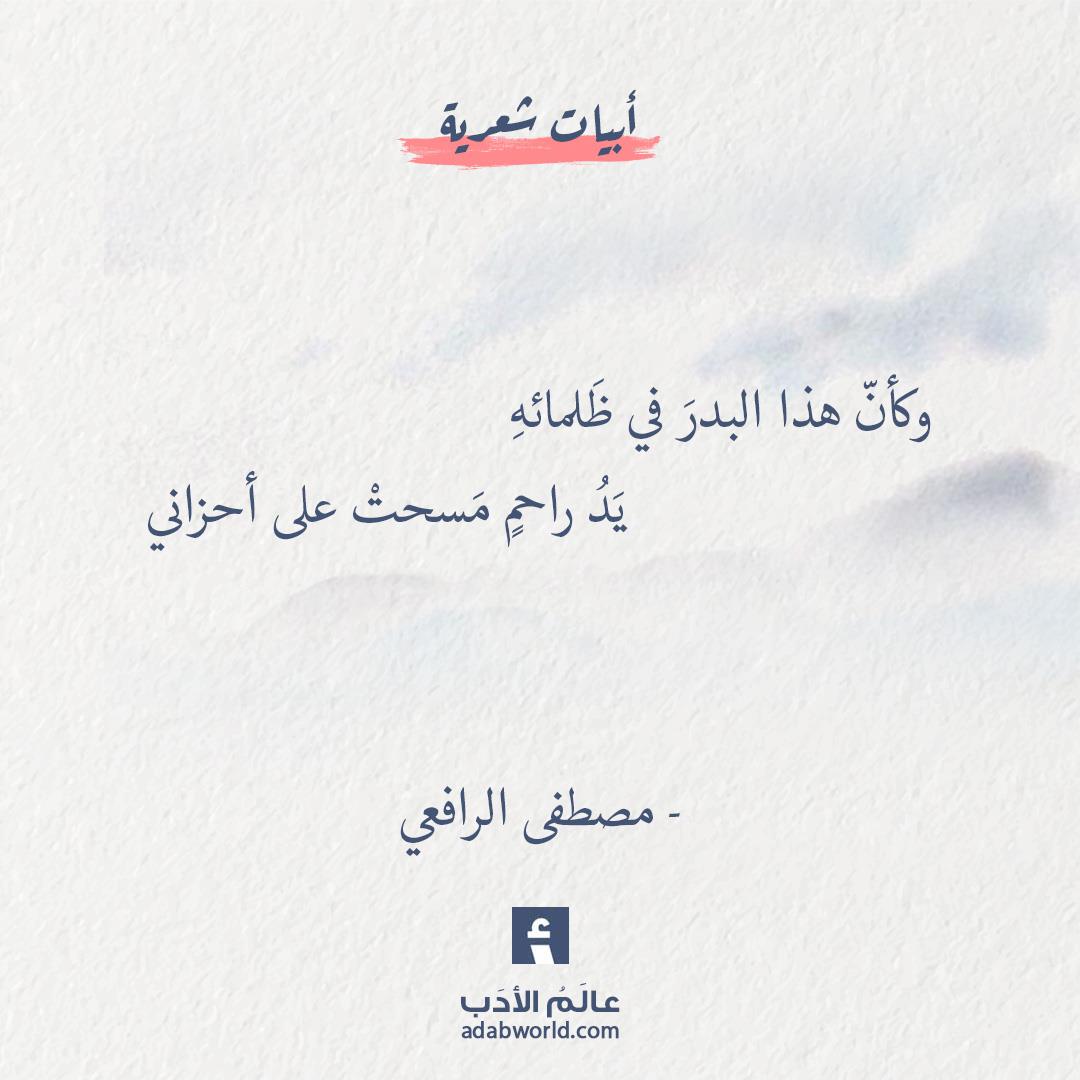 أبيات شعرية
وكأنّ هذا البدرَ في ظَلمائهِ
يَدُ راحمٍ مَسحتْ على أحزاني
- مصطفى الرافعي
أ
عالَمُ الأدَب
adabworld.com